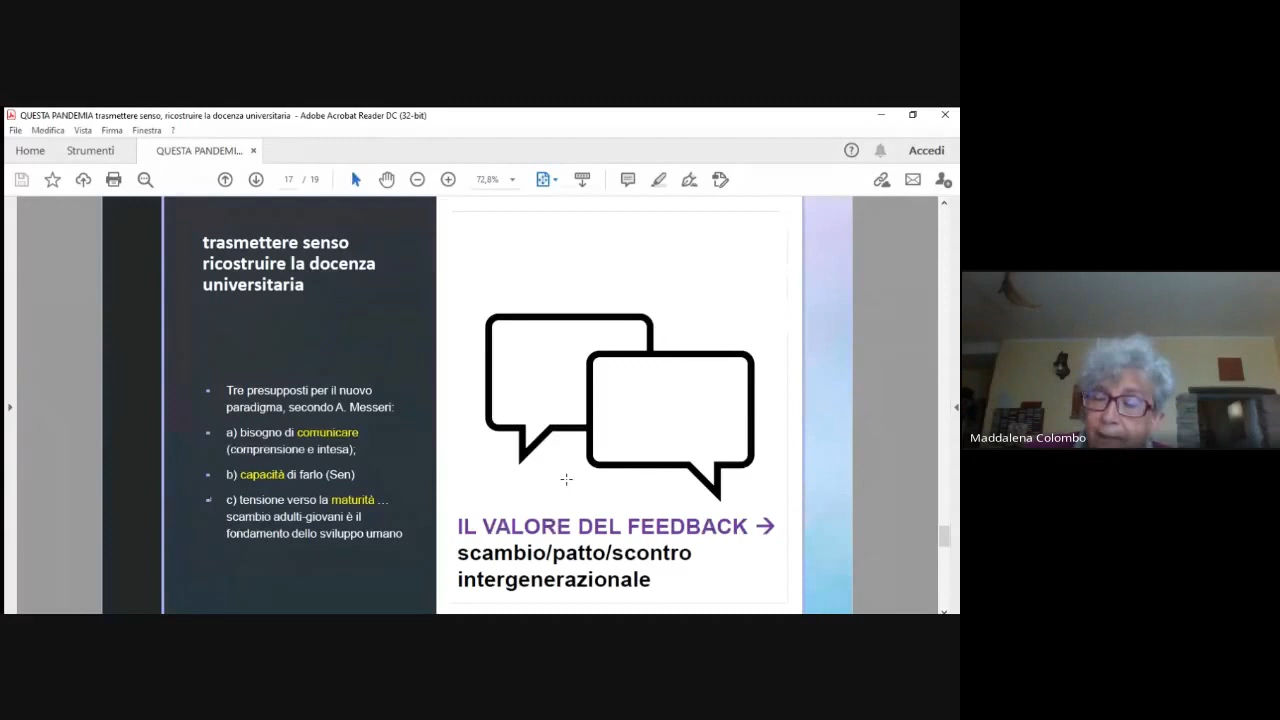 QUESTA PANDEMIA trasmettere senso, ricostruire la docenza universitaria - Adobe Acrobat Reader DC (32-bit)
File Modifica Vista Firma Finestra ?
Home Strumenti QUESTA PANDEMI... × Accedi
17 / 19 72,8%
trasmettere senso
ricostruire la docenza
universitaria
Tre presupposti per il nuovo
paradigma, secondo A. Messeri:
a) bisogno di comunicare
(comprensione e intesa);
b) capacità di farlo (Sen)
c) tensione verso la maturità …
scambio adulti-giovani è il
fondamento dello sviluppo umano
IL VALORE DEL FEEDBACK →
scambio/patto/scontro
intergenerazionale
Maddalena Colombo